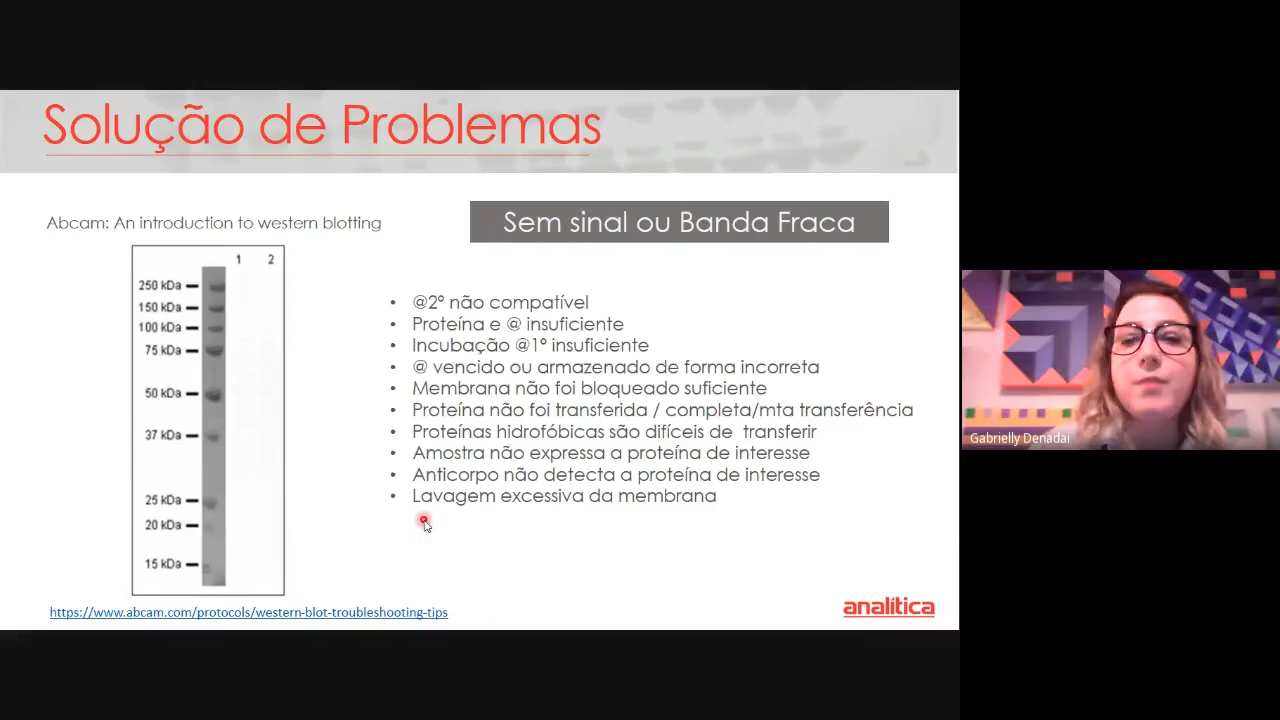 Solução de Problemas
Abcam: An introduction to western blotting
Sem sinal ou Banda Fraca
1 2
250 kDa
150 kDa
100 kDa
75 kDa
50 kDa
37 kDa
25 kDa
20 kDa
15 kDa
• @2º não compatível
• Proteína e @ insuficiente
• Incubação @1º insuficiente
• @ vencido ou armazenado de forma incorreta
• Membrana não foi bloqueado suficiente
• Proteína não foi transferida / completa/mta transferência
• Proteínas hidrofóbicas são difíceis de transferir
• Amostra não expressa a proteína de interesse
• Anticorpo não detecta a proteína de interesse
• Lavagem excessiva da membrana
https://www.abcam.com/protocols/western-blot-troubleshooting-tips
analítica
Gabrielly Denadai